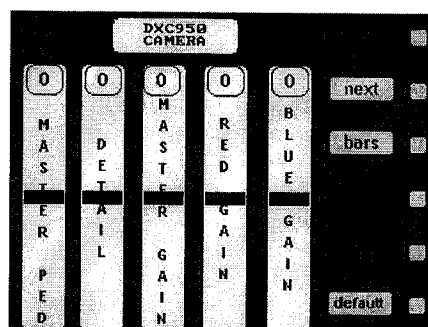 DXC950
CAMERA
0 0 0 0 0
MASTER PED
DETAIL
MASTER GAIN
RED GAIN
BLUE GAIN
next
bars
default